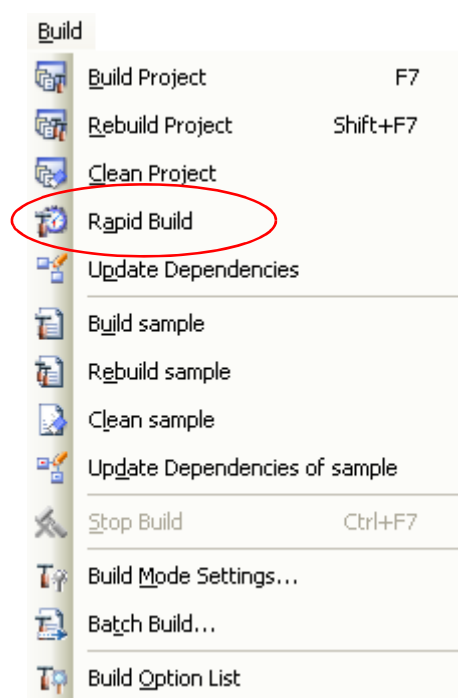 Build
Build Project F7
Rebuild Project Shift+F7
Clean Project
Rapid Build
Update Dependencies
Build sample
Rebuild sample
Clean sample
Update Dependencies of sample
Stop Build Ctrl+F7
Build Mode Settings...
Batch Build...
Build Option List